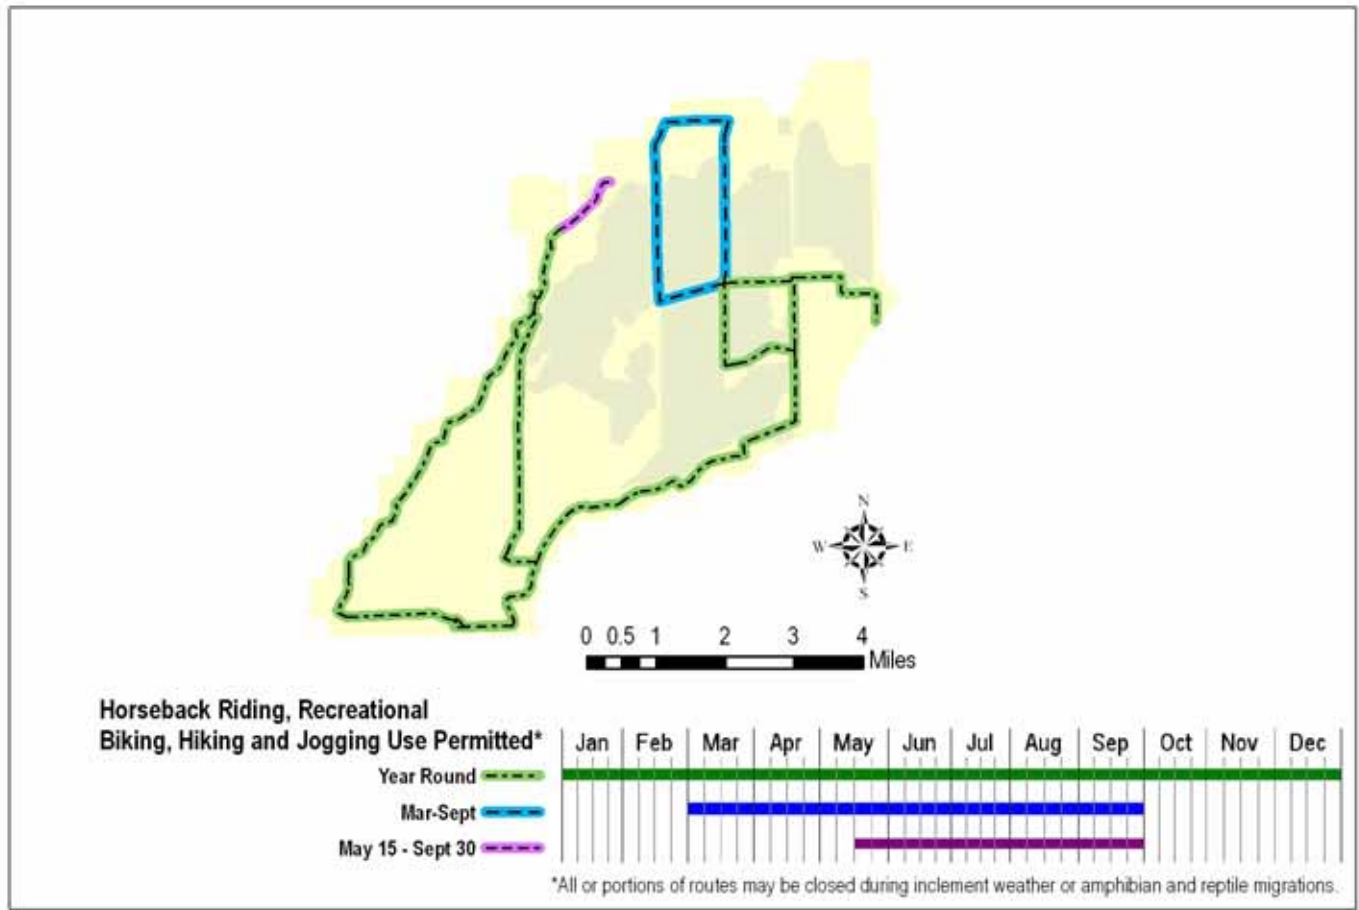 N
W E
S
0 0.5 1 2 3 4
Miles
Horseback Riding, Recreational
Biking, Hiking and Jogging Use Permitted*
Jan Feb Mar Apr May Jun Jul Aug Sep Oct Nov Dec
Year Round
Mar-Sept
May 15 - Sept 30
*All or portions of routes may be closed during inclement weather or amphibian and reptile migrations.